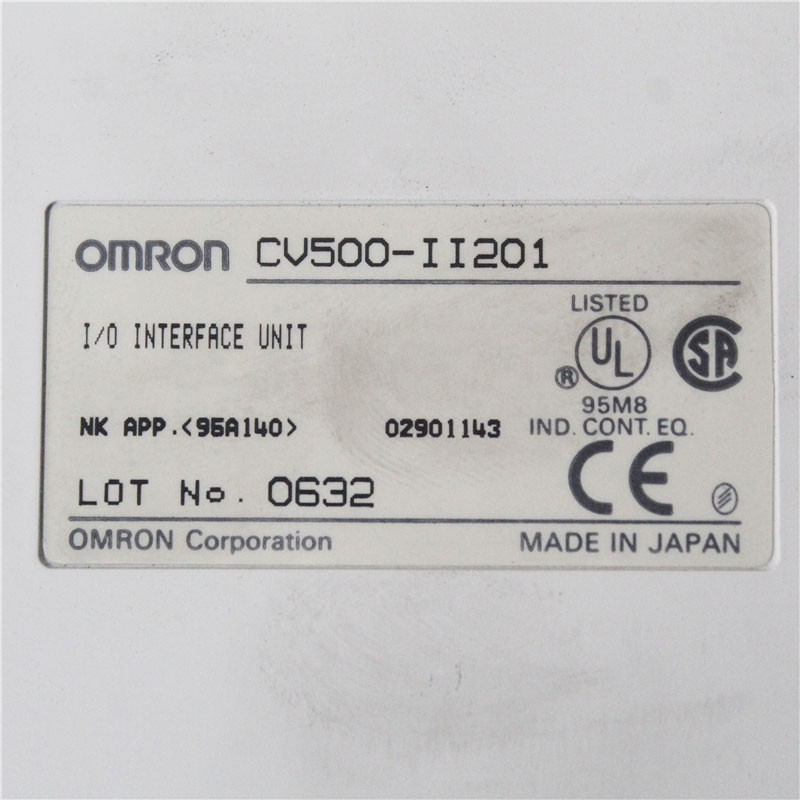 OMRON CV500-II201
LISTED
I/O INTERFACE UNIT
UL
SA
®
95M8
NK APP.<95A140> 02901143 IND. CONT. EQ.
LOT No. 0632
CE
OMRON Corporation MADE IN JAPAN